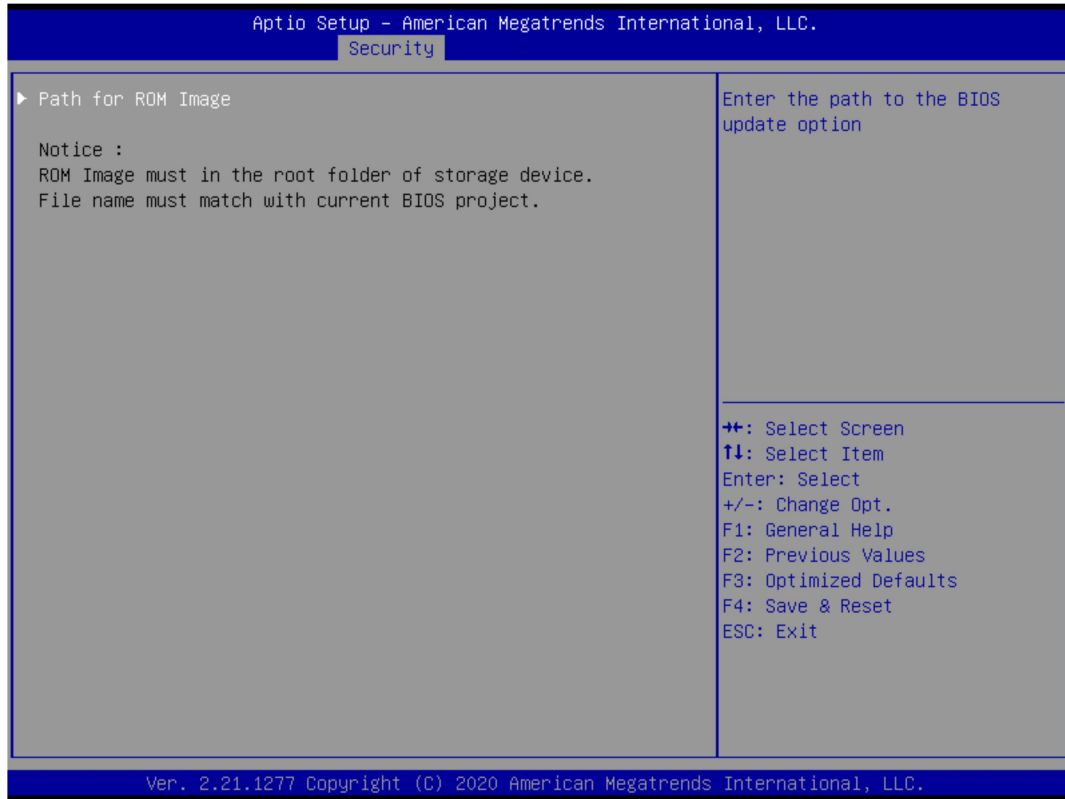 Aptio Setup – American Megatrends International, LLC.
Security
▶ Path for ROM Image
Notice :
ROM Image must in the root folder of storage device.
File name must match with current BIOS project.
Enter the path to the BIOS
update option
→←: Select Screen
↑↓: Select Item
Enter: Select
+/-: Change Opt.
F1: General Help
F2: Previous Values
F3: Optimized Defaults
F4: Save & Reset
ESC: Exit
Ver. 2.21.1277 Copyright (C) 2020 American Megatrends International, LLC.